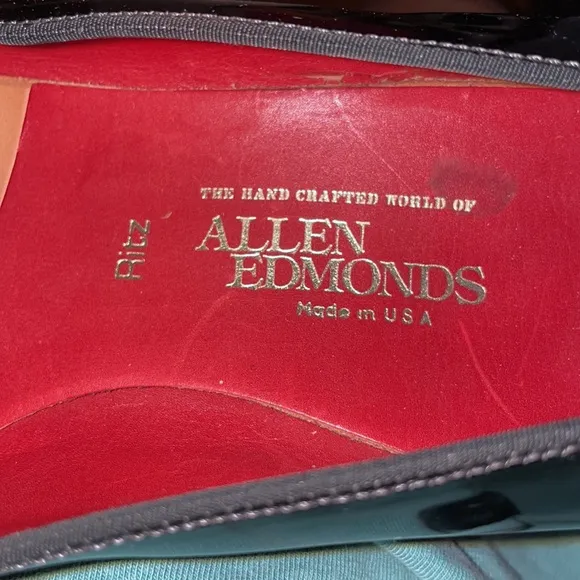 THE HAND CRAFTED WORLD OF
ALLEN
EDMONDS
Made in USA
Ritz